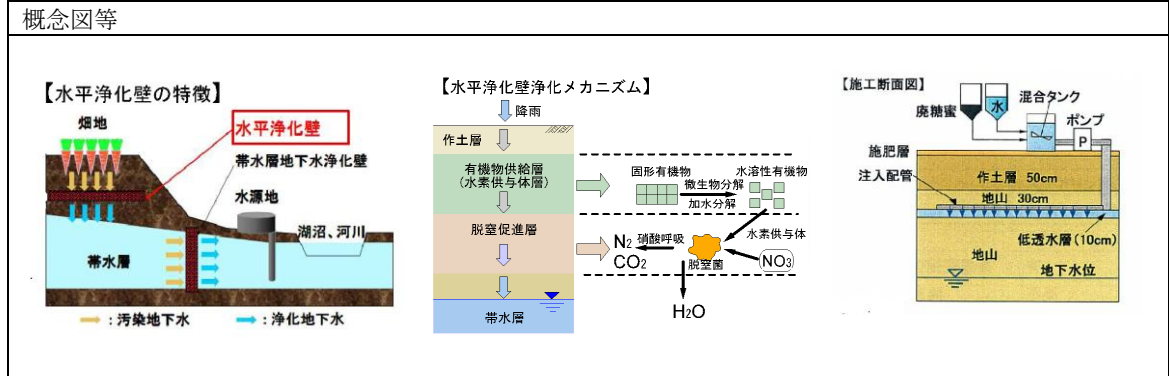 概念図等
【水平浄化壁の特徴】
畑地
水平浄化壁
帯水層地下水浄化壁
水源地
湖沼、河川
帯水層
：汚染地下水
：浄化地下水
【水平浄化壁浄化メカニズム】
降雨
作土層
有機物供給層
(水素供与体層)
脱窒促進層
帯水層
固形有機物
微生物分解
加水分解
水溶性有機物
水素供与体
N2
CO2
硝酸呼吸
脱窒菌
NO3
H2O
【施工断面図】
廃糖蜜
水
混合タンク
ポンプ
P
施肥層
注入配管
作土層 50cm
地山 30cm
低透水層(10cm)
地山
地下水位